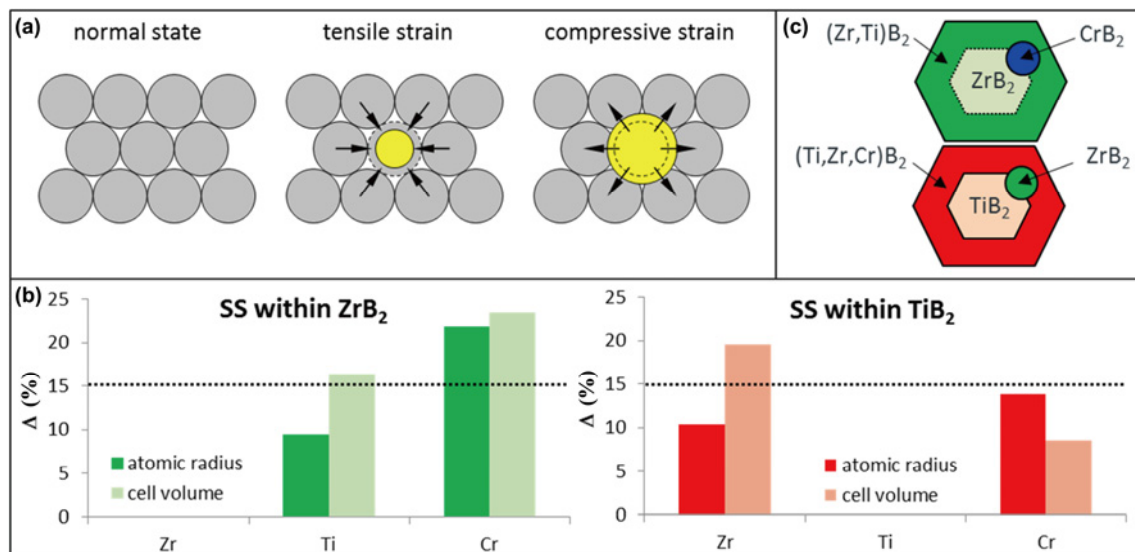 (a)
normal state
tensile strain
compressive strain
(c)
(Zr,Ti)B₂
CrB₂
ZrB₂
(Ti,Zr,Cr)B₂
ZrB₂
TiB₂
(b)
SS within ZrB₂
25
20
15
10
5
0
Δ (%)
atomic radius
cell volume
Zr
Ti
Cr
SS within TiB₂
25
20
15
10
5
0
Δ (%)
atomic radius
cell volume
Zr
Ti
Cr